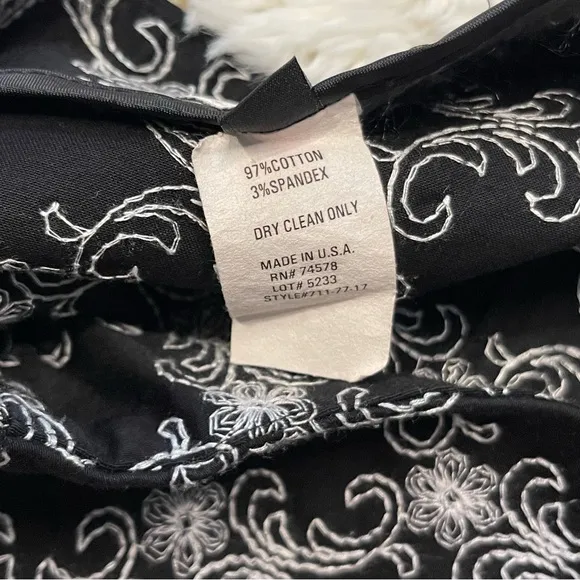 97%COTTON
3%SPANDEX
DRY CLEAN ONLY
MADE IN U.S.A.
RN# 74578
LOT# 5233
STYLE#711-77-17